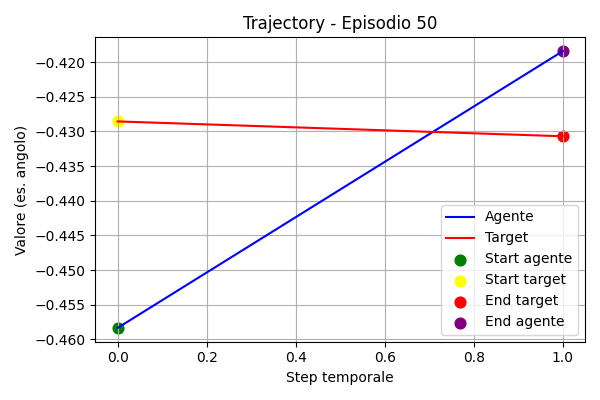 Trajectory - Episodio 50
Valore (es. angolo)
−0.420
−0.425
−0.430
−0.435
−0.440
−0.445
−0.450
−0.455
−0.460
Agente
Target
Start agente
Start target
End target
End agente
0.0 0.2 0.4 0.6 0.8 1.0
Step temporale